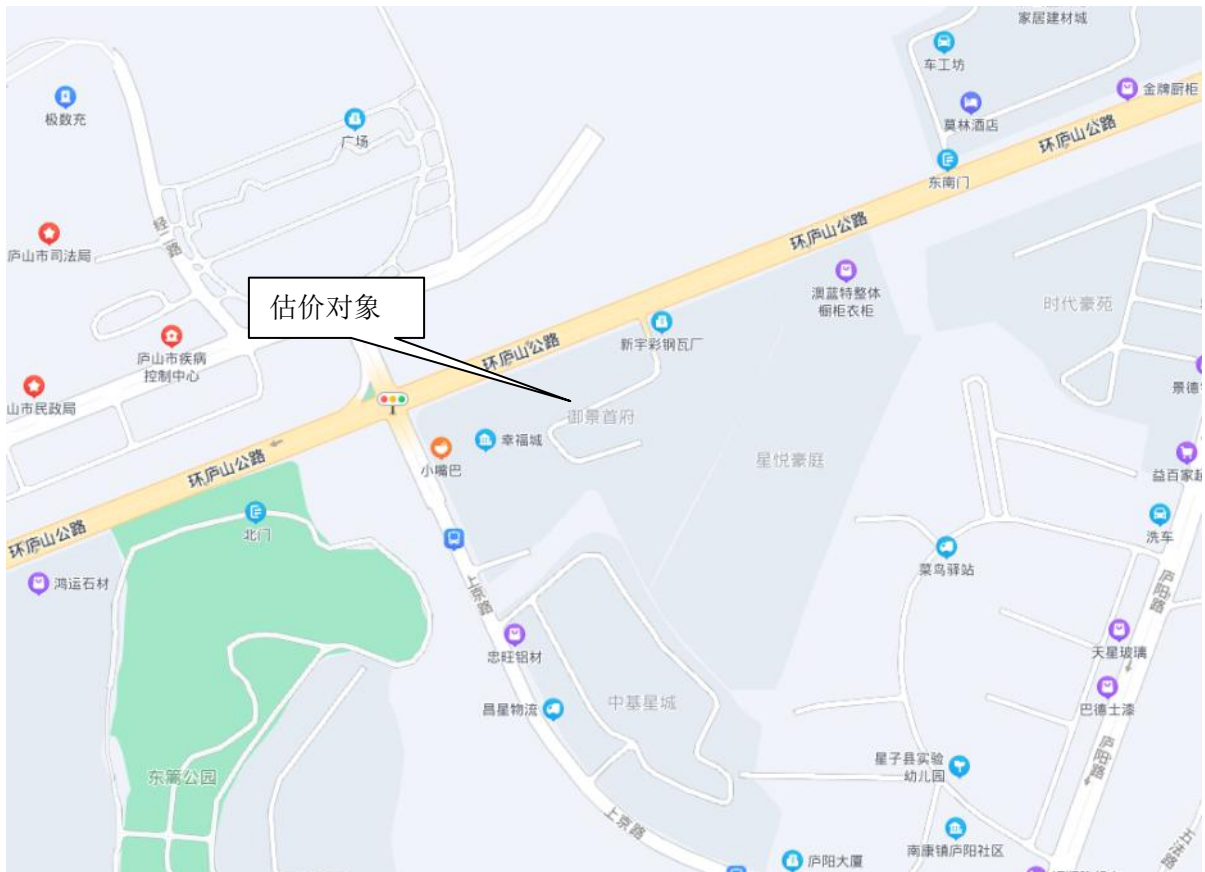 家居建材城
车工坊
金牌厨柜
极数充
莫林酒店
广场
环庐山公路
东南门
经二路
环庐山公路
庐山市司法局
澳蓝特整体
橱柜衣柜
时代豪苑
估价对象
新宇彩钢瓦厂
环庐山公路
庐山市疾病
控制中心
山市民政局
景德
御景首府
幸福城
小嘴巴
星悦豪庭
环庐山公路
益百家超
北门
洗车
环庐山公路
菜鸟驿站
鸿运石材
上京路
庐阳路
忠旺铝材
天星玻璃
中基星城
昌星物流
巴德士漆
庐阳路
星子县实验
幼儿园
东篱公园
上京路
南康镇庐阳社区
五法路
庐阳大厦